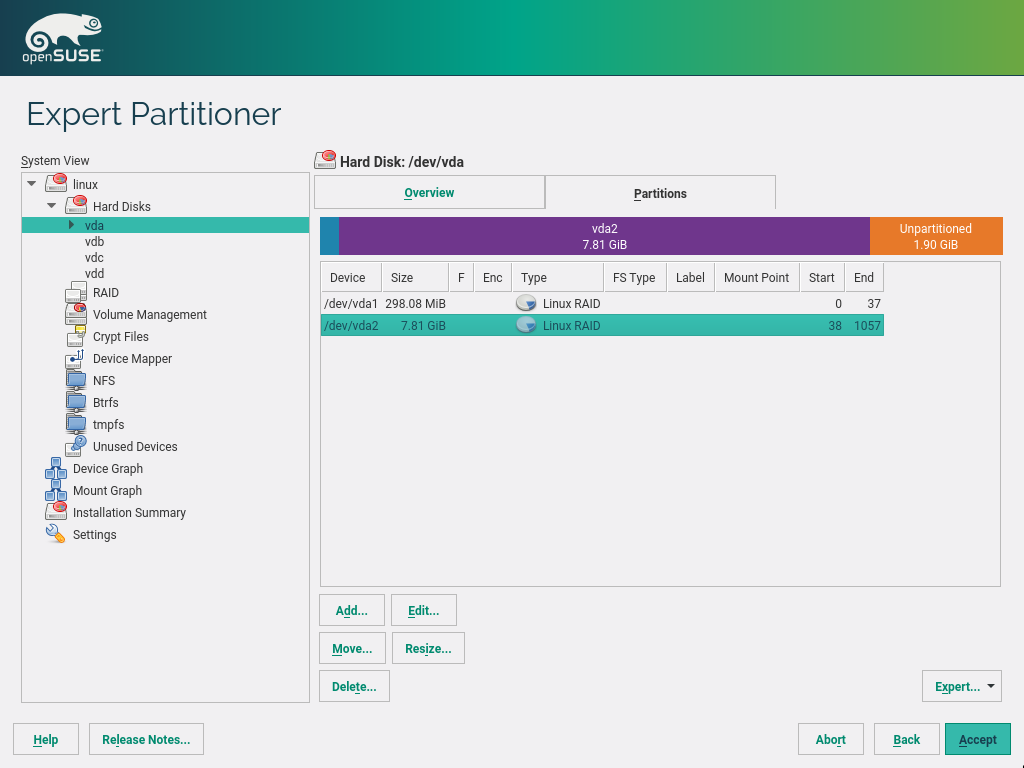 openSUSE
Expert Partitioner
System View
linux
Hard Disks
vda
vdb
vdc
vdd
RAID
Volume Management
Crypt Files
Device Mapper
NFS
Btrfs
tmpfs
Unused Devices
Device Graph
Mount Graph
Installation Summary
Settings
Hard Disk: /dev/vda
Overview Partitions
vda2 Unpartitioned
7.81 GiB 1.90 GiB
Device Size F Enc Type FS Type Label Mount Point Start End
/dev/vda1 298.08 MiB Linux RAID 0 37
/dev/vda2 7.81 GiB Linux RAID 38 1057
Add... Edit...
Move... Resize...
Delete... Expert...
Help Release Notes... Abort Back Accept